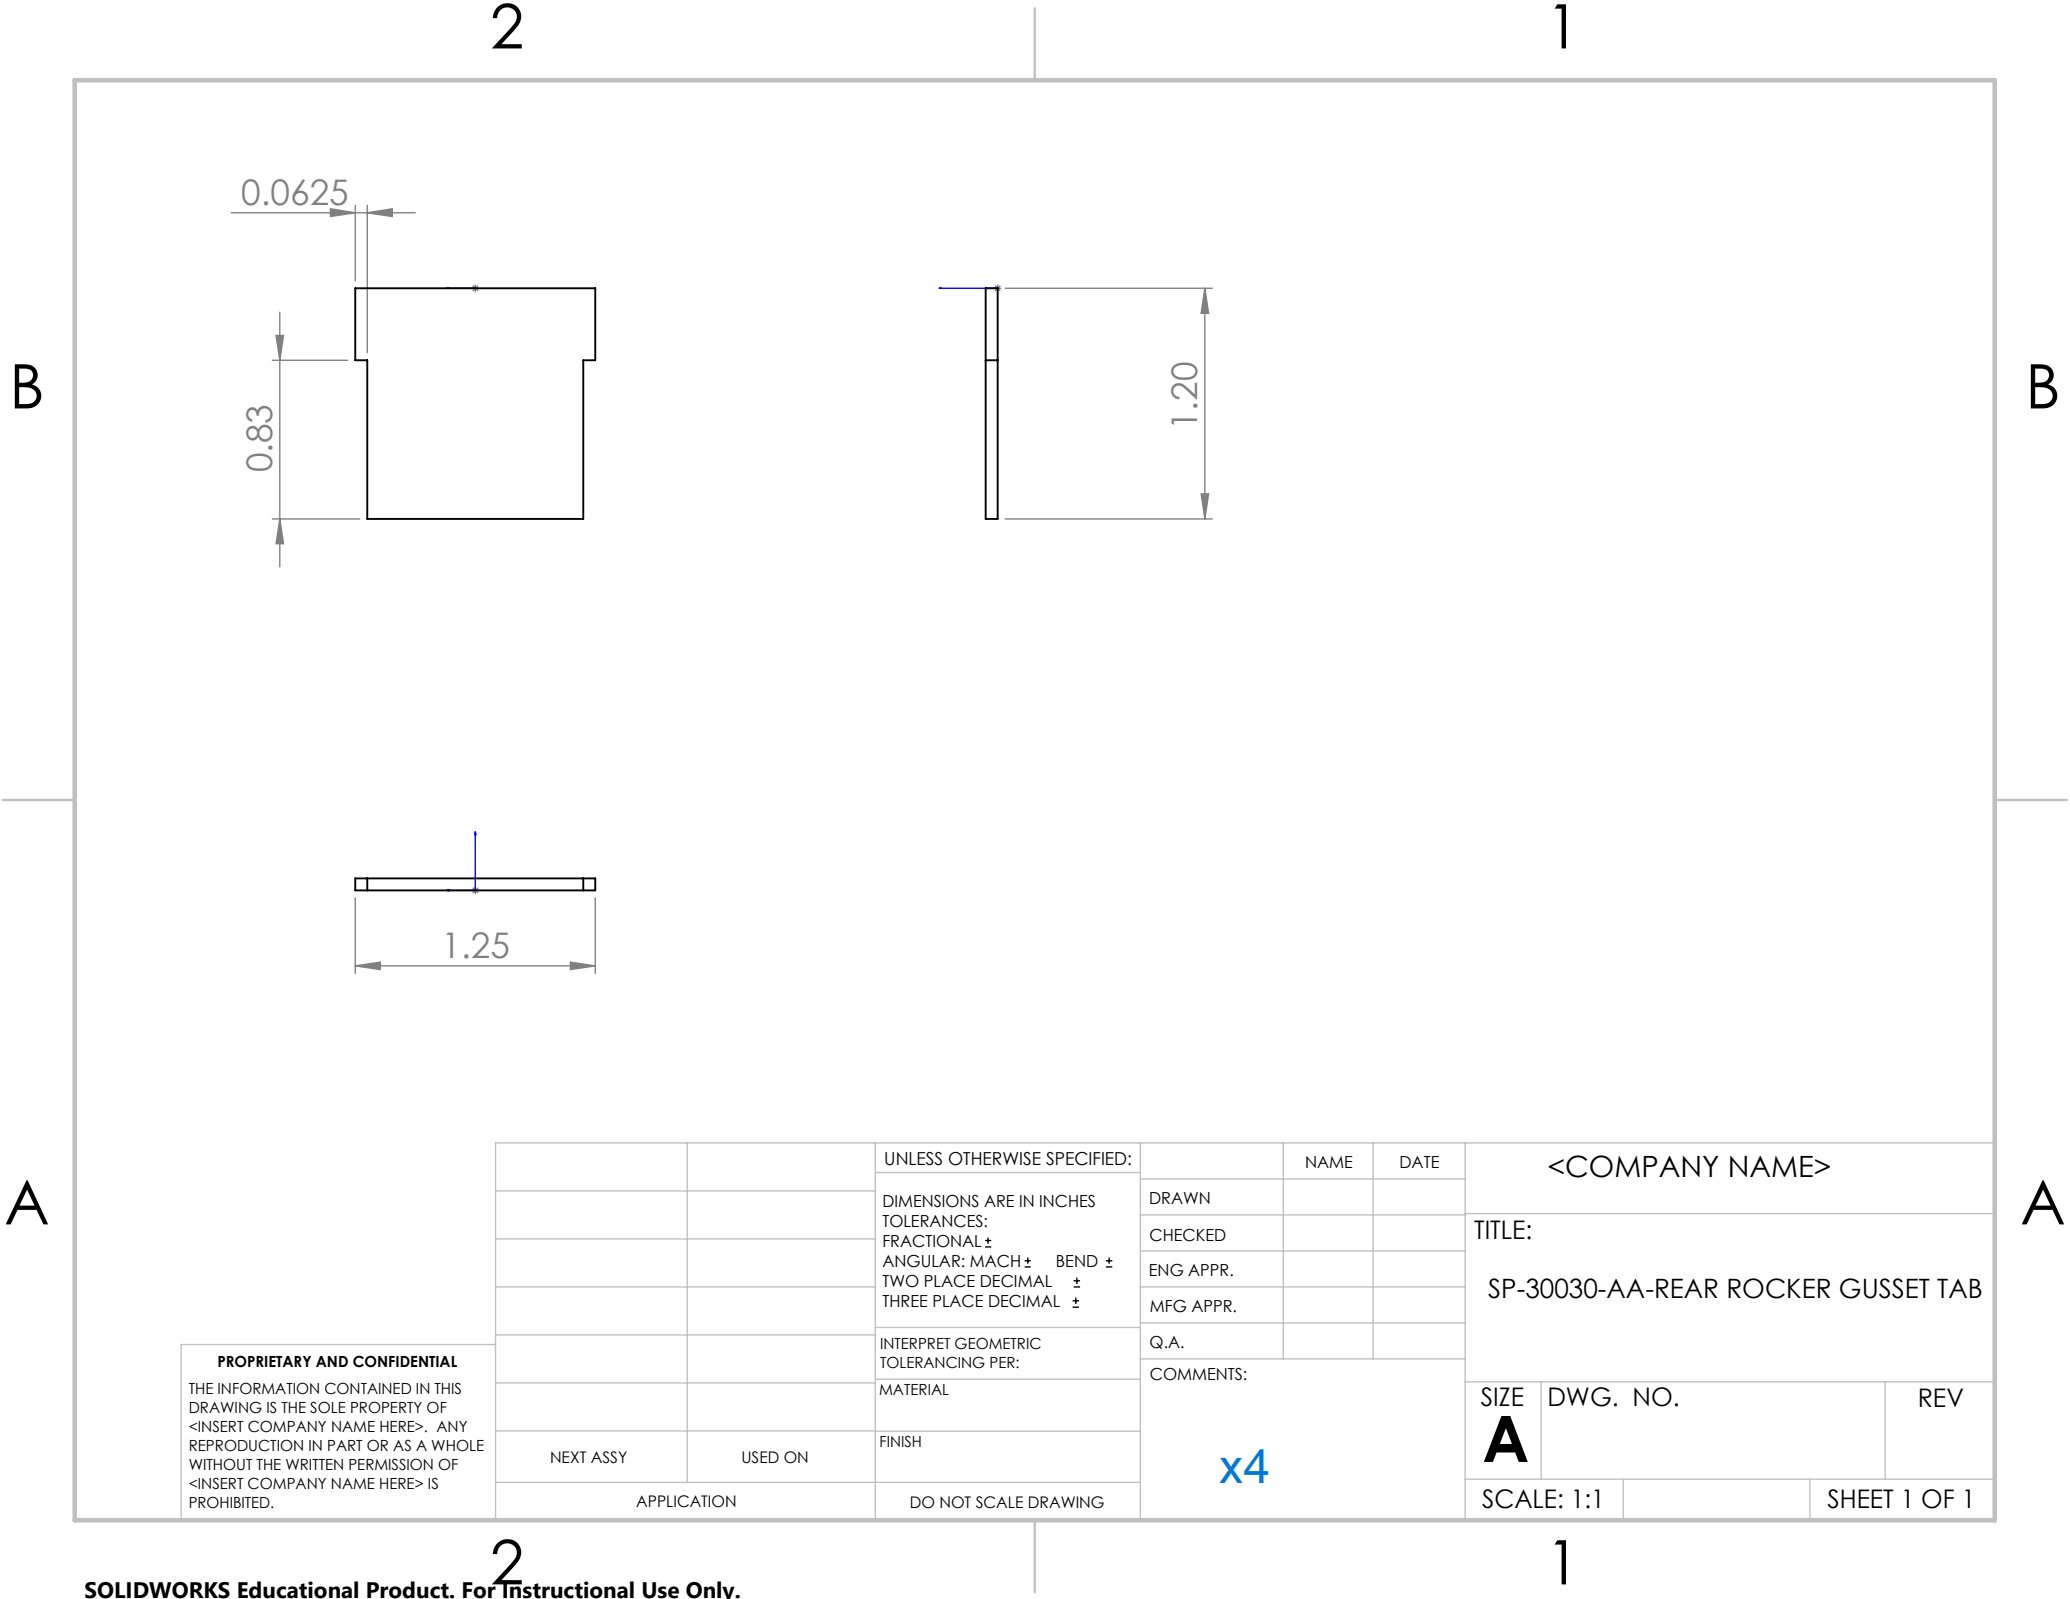 2
1
0.0625
B
0.83
1.20
B
1.25
A
A
UNLESS OTHERWISE SPECIFIED:
DIMENSIONS ARE IN INCHES
TOLERANCES:
FRACTIONAL ±
ANGULAR: MACH ± BEND ±
TWO PLACE DECIMAL ±
THREE PLACE DECIMAL ±
INTERPRET GEOMETRIC
TOLERANCING PER:
MATERIAL
FINISH
DO NOT SCALE DRAWING
NAME DATE
DRAWN
CHECKED
ENG APPR.
MFG APPR.
Q.A.
COMMENTS:
x4
<COMPANY NAME>
TITLE:
SP-30030-AA-REAR ROCKER GUSSET TAB
SIZE DWG. NO. REV
A
SCALE: 1:1 SHEET 1 OF 1
PROPRIETARY AND CONFIDENTIAL
THE INFORMATION CONTAINED IN THIS
DRAWING IS THE SOLE PROPERTY OF
<INSERT COMPANY NAME HERE>. ANY
REPRODUCTION IN PART OR AS A WHOLE
WITHOUT THE WRITTEN PERMISSION OF
<INSERT COMPANY NAME HERE> IS
PROHIBITED.
NEXT ASSY USED ON
APPLICATION
2
1
SOLIDWORKS Educational Product. For Instructional Use Only.